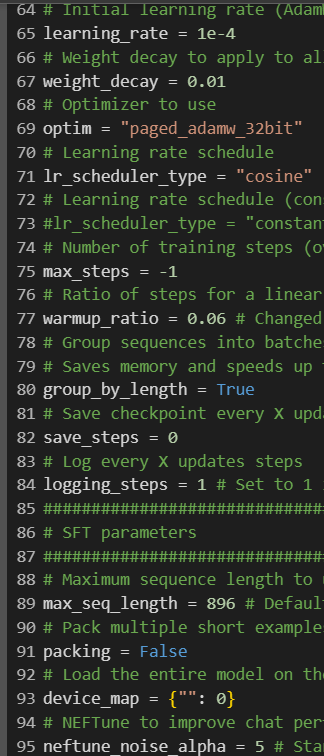 64 # Initial learning rate (Adam
65 learning_rate = 1e-4
66 # Weight decay to apply to al
67 weight_decay = 0.01
68 # Optimizer to use
69 optim = "paged_adamw_32bit"
70 # Learning rate schedule
71 lr_scheduler_type = "cosine"
72 # Learning rate schedule (con
73 #lr_scheduler_type = "constan
74 # Number of training steps (o
75 max_steps = -1
76 # Ratio of steps for a linear
77 warmup_ratio = 0.06 # Changed
78 # Group sequences into batche
79 # Saves memory and speeds up
80 group_by_length = True
81 # Save checkpoint every X upd
82 save_steps = 0
83 # Log every X updates steps
84 logging_steps = 1 # Set to 1
85 #############################
86 # SFT parameters
87 #############################
88 # Maximum sequence length to
89 max_seq_length = 896 # Defaul
90 # Pack multiple short example
91 packing = False
92 # Load the entire model on th
93 device_map = {"": 0}
94 # NEFTune to improve chat per
95 neftune_noise_alpha = 5 # Sta